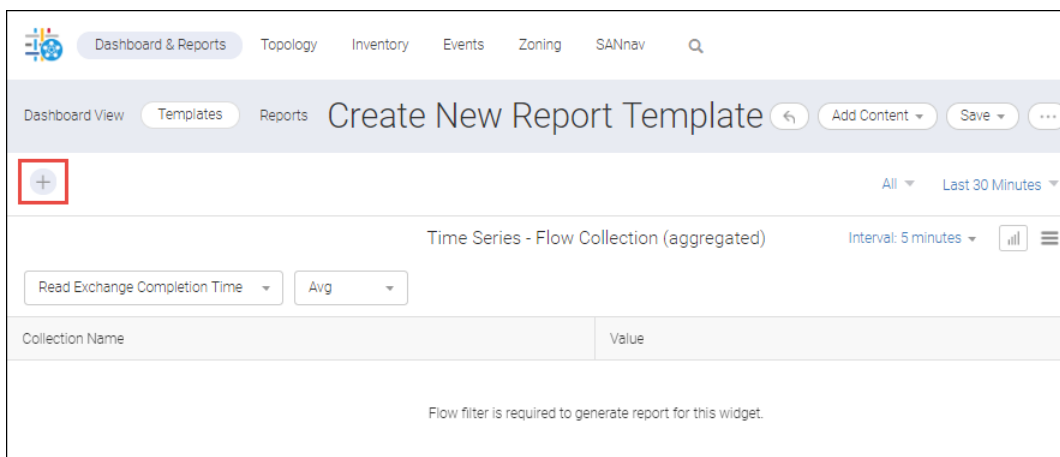 Dashboard & Reports Topology Inventory Events Zoning SANnav
Dashboard View Templates Reports Create New Report Template Add Content Save ...
+
All Last 30 Minutes
Time Series - Flow Collection (aggregated) Interval: 5 minutes
Read Exchange Completion Time Avg
Collection Name Value
Flow filter is required to generate report for this widget.